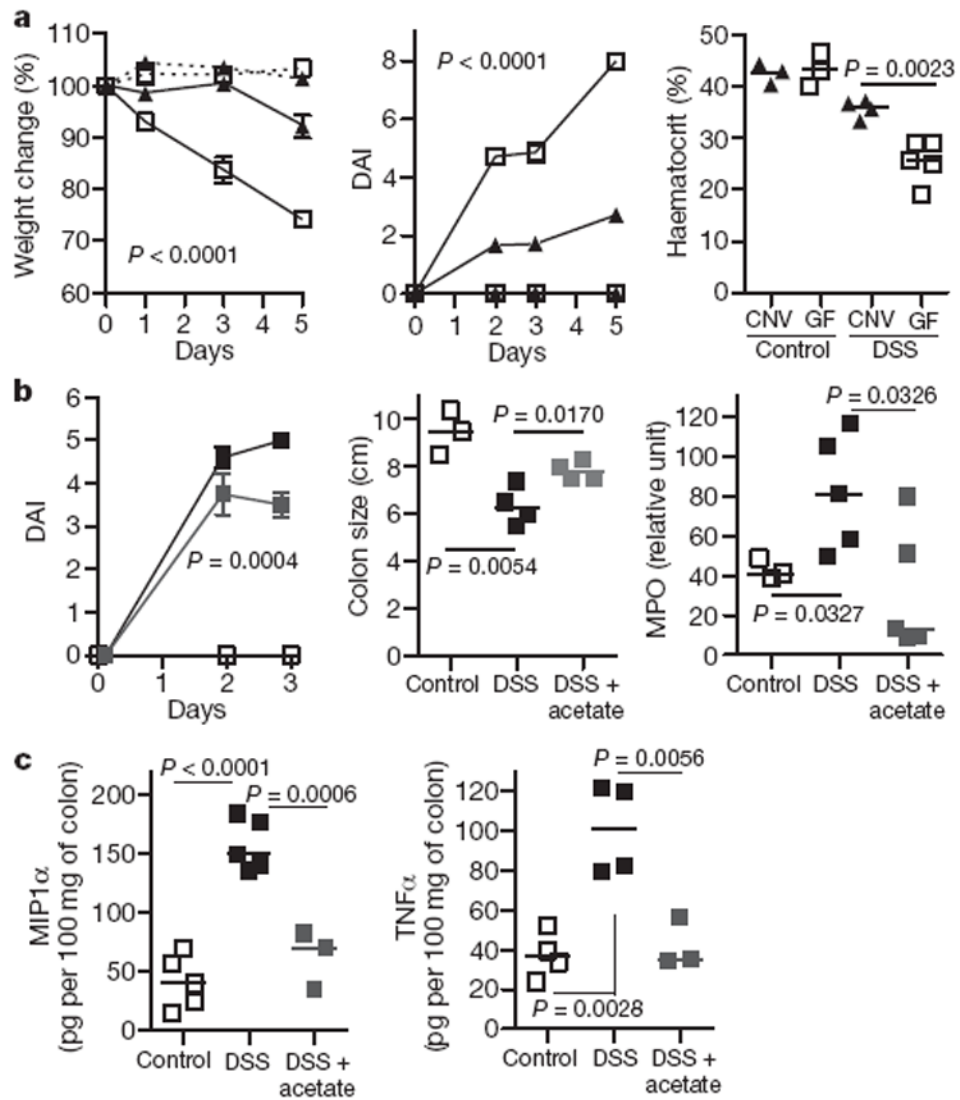 a
Weight change (%)
110
100
90
80
70
60
P < 0.0001
0 1 2 3 4 5
Days
DAI
8
6
4
2
0
P < 0.0001
0 1 2 3 4 5
Days
Haematocrit (%)
50
40
30
20
10
0
P = 0.0023
CNV GF CNV GF
Control DSS
b
DAI
6
5
4
3
2
1
0
P = 0.0004
0 1 2 3
Days
Colon size (cm)
10
8
6
4
2
0
P = 0.0170
P = 0.0054
Control DSS DSS +
acetate
MPO (relative unit)
120
100
80
60
40
20
0
P = 0.0326
P = 0.0327
Control DSS DSS +
acetate
c
MIP1α
(pg per 100 mg of colon)
200
150
100
50
0
P < 0.0001
P = 0.0006
Control DSS DSS +
acetate
TNFα
(pg per 100 mg of colon)
120
100
80
60
40
20
0
P = 0.0056
P = 0.0028
Control DSS DSS +
acetate